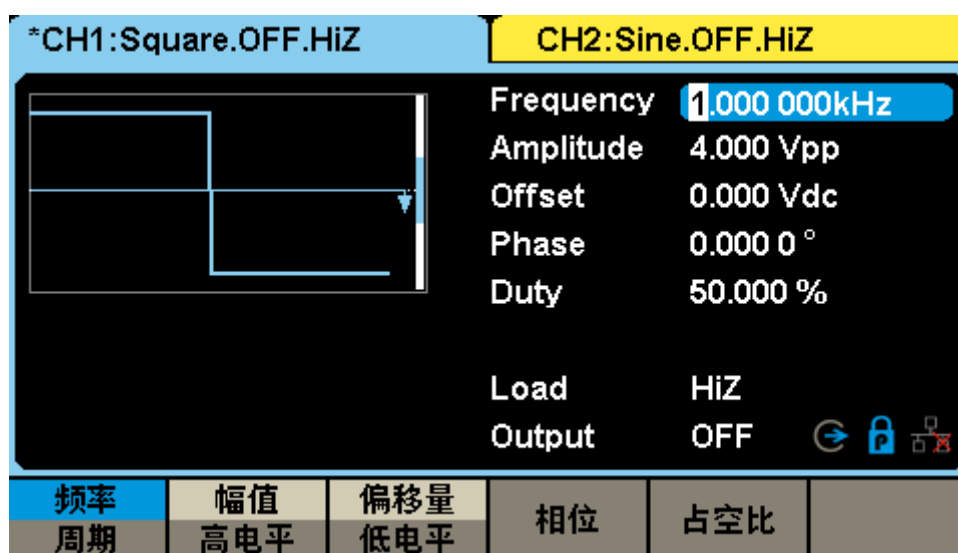 *CH1:Square.OFF.HiZ
CH2:Sine.OFF.HiZ
Frequency 1.000 000kHz
Amplitude 4.000 Vpp
Offset 0.000 Vdc
Phase 0.000 0 °
Duty 50.000 %
Load HiZ
Output OFF
P
频率 幅值 偏移量 相位 占空比
周期 高电平 低电平